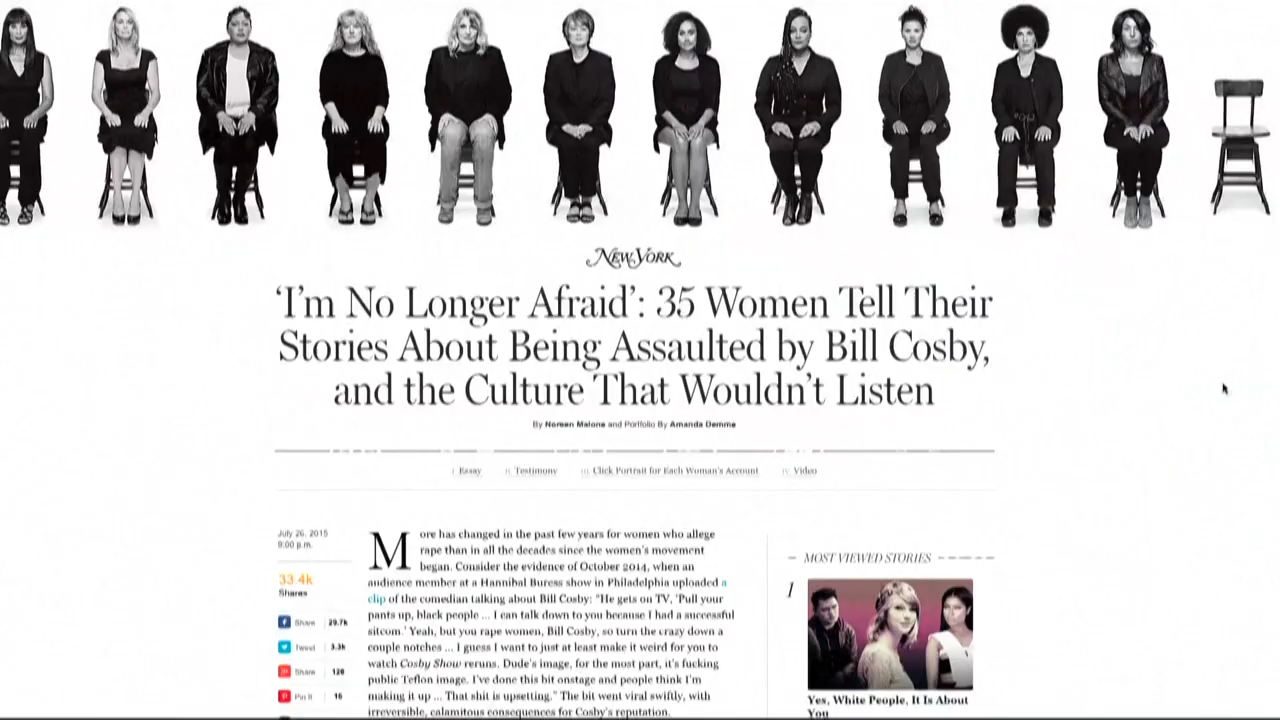 NEW YORK
‘I’m No Longer Afraid’: 35 Women Tell Their
Stories About Being Assaulted by Bill Cosby,
and the Culture That Wouldn’t Listen
By Noreen Malone and Portfolio By Amanda Demme
I Essay II Testimony III Click Portrait for Each Woman's Account IV Video
July 26, 2015
9:00 p.m.
33.4k
Shares
Share 29.7k
Tweet 3.3k
Share 126
Pin It 16
More has changed in the past few years for women who allege
rape than in all the decades since the women’s movement
began. Consider the evidence of October 2014, when an
audience member at a Hannibal Buress show in Philadelphia uploaded a
clip of the comedian talking about Bill Cosby: “He gets on TV, ‘Pull your
pants up, black people ... I can talk down to you because I had a successful
sitcom.’ Yeah, but you rape women, Bill Cosby, so turn the crazy down a
couple notches ... I guess I want to just at least make it weird for you to
watch Cosby Show reruns. Dude’s image, for the most part, it’s fucking
public Teflon image. I’ve done this bit onstage and people think I’m
making it up ... That shit is upsetting.” The bit went viral swiftly, with
irreversible, calamitous consequences for Cosby’s reputation.
MOST VIEWED STORIES
1
Yes, White People, It Is About
You